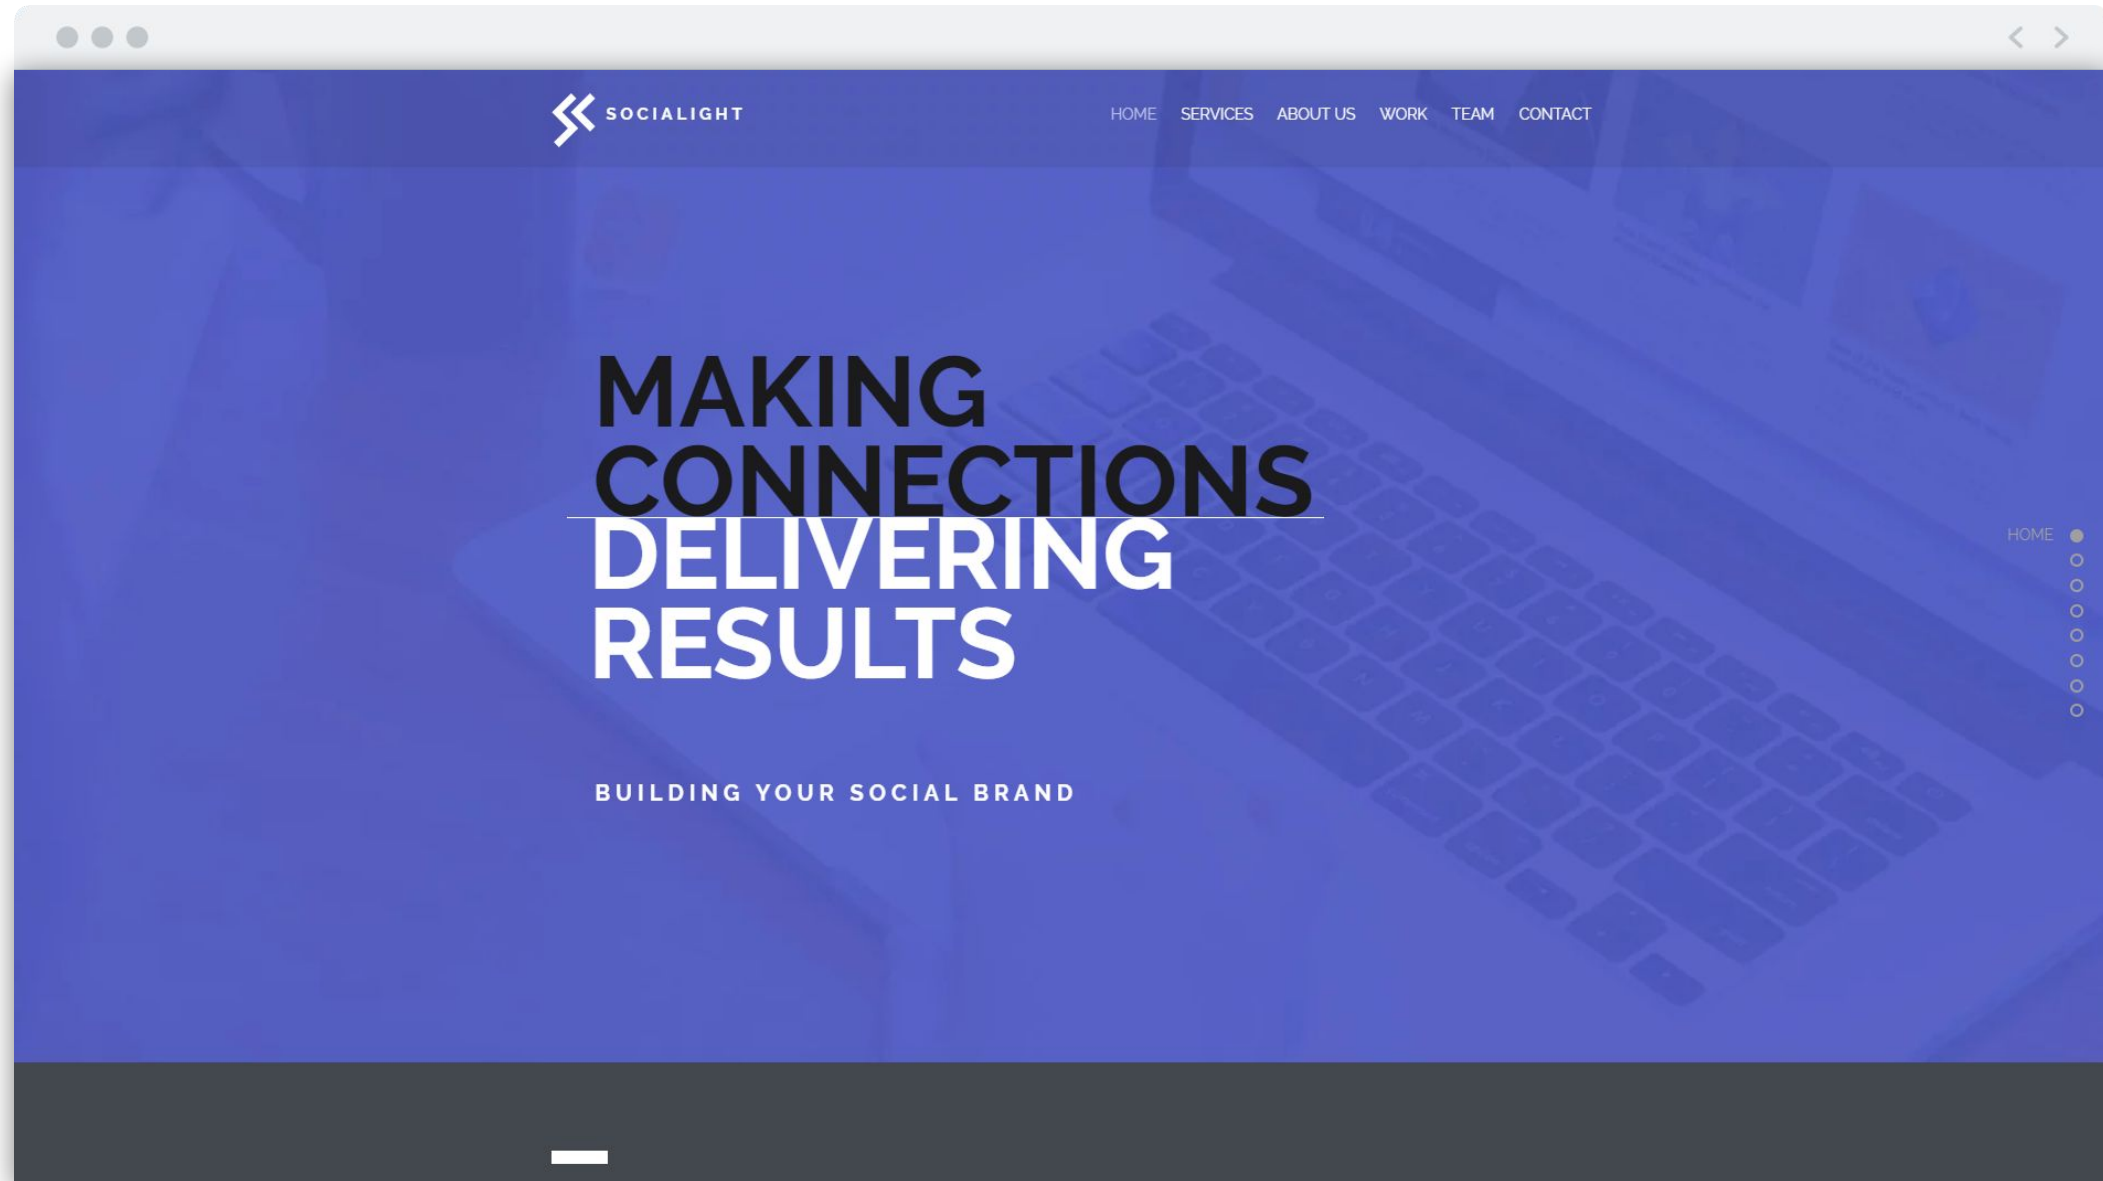 SOCIALIGHT
HOME SERVICES ABOUT US WORK TEAM CONTACT
MAKING
CONNECTIONS
DELIVERING
RESULTS
HOME
BUILDING YOUR SOCIAL BRAND